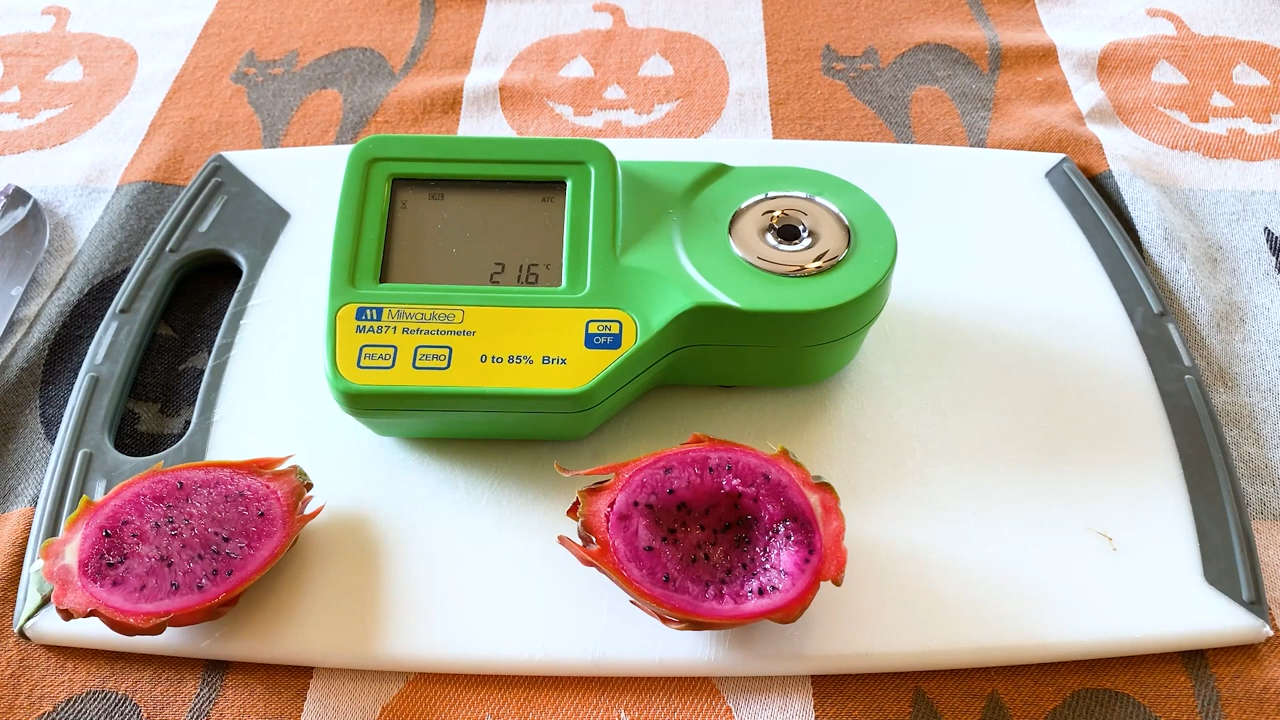 CAL
ATC
21.6 °C
Milwaukee
MA871 Refractometer
ON
OFF
READ
ZERO
0 to 85% Brix